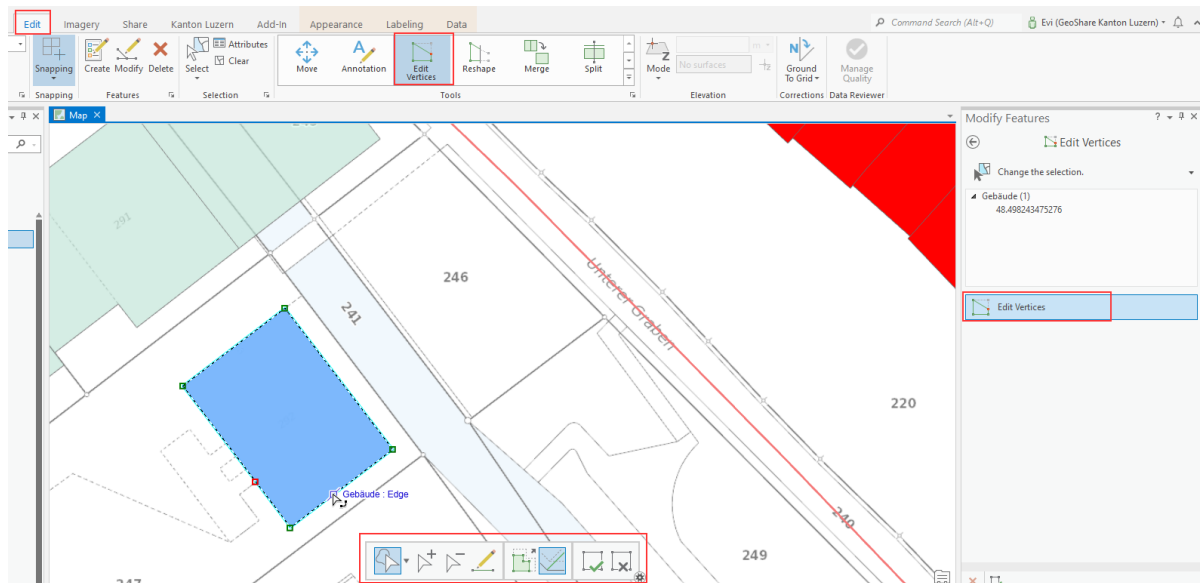 Edit Imagery Share Kanton Luzern Add-In Appearance Labeling Data
Command Search (Alt+Q) Evi (GeoShare Kanton Luzern)
Snapping Create Modify Delete Select Attributes Clear
Move Annotation Edit Vertices Reshape Merge Split
Mode Z No surfaces m Ground To Grid Manage Quality
Snapping Features Selection Tools Elevation Corrections Data Reviewer
Map
291
241
246
Unterer Graben
220
240
249
247
Gebäude : Edge
Modify Features
Edit Vertices
Change the selection.
Gebäude (1)
48.498243475276
Edit Vertices